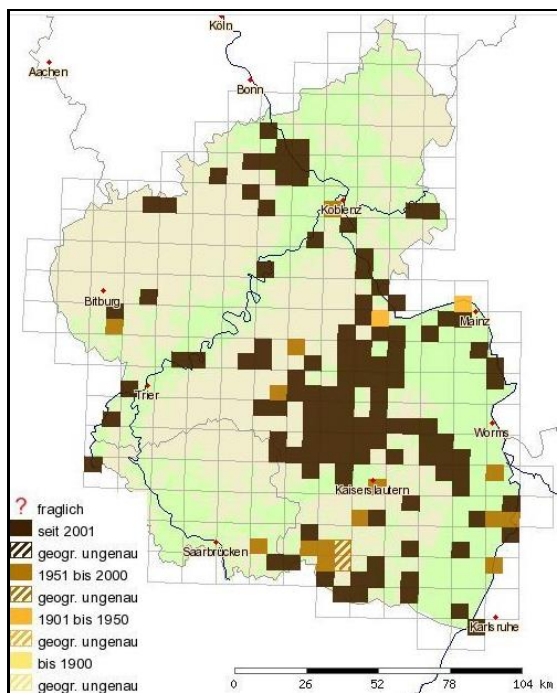 Köln
Aachen
Bonn
Koblenz
Bitburg
Mainz
Trier
Worms
Kaiserslautern
Saarbrücken
Karlsruhe
? fraglich
seit 2001
geogr. ungenau
1951 bis 2000
geogr. ungenau
1901 bis 1950
geogr. ungenau
bis 1900
geogr. ungenau
0 26 52 78 104 km